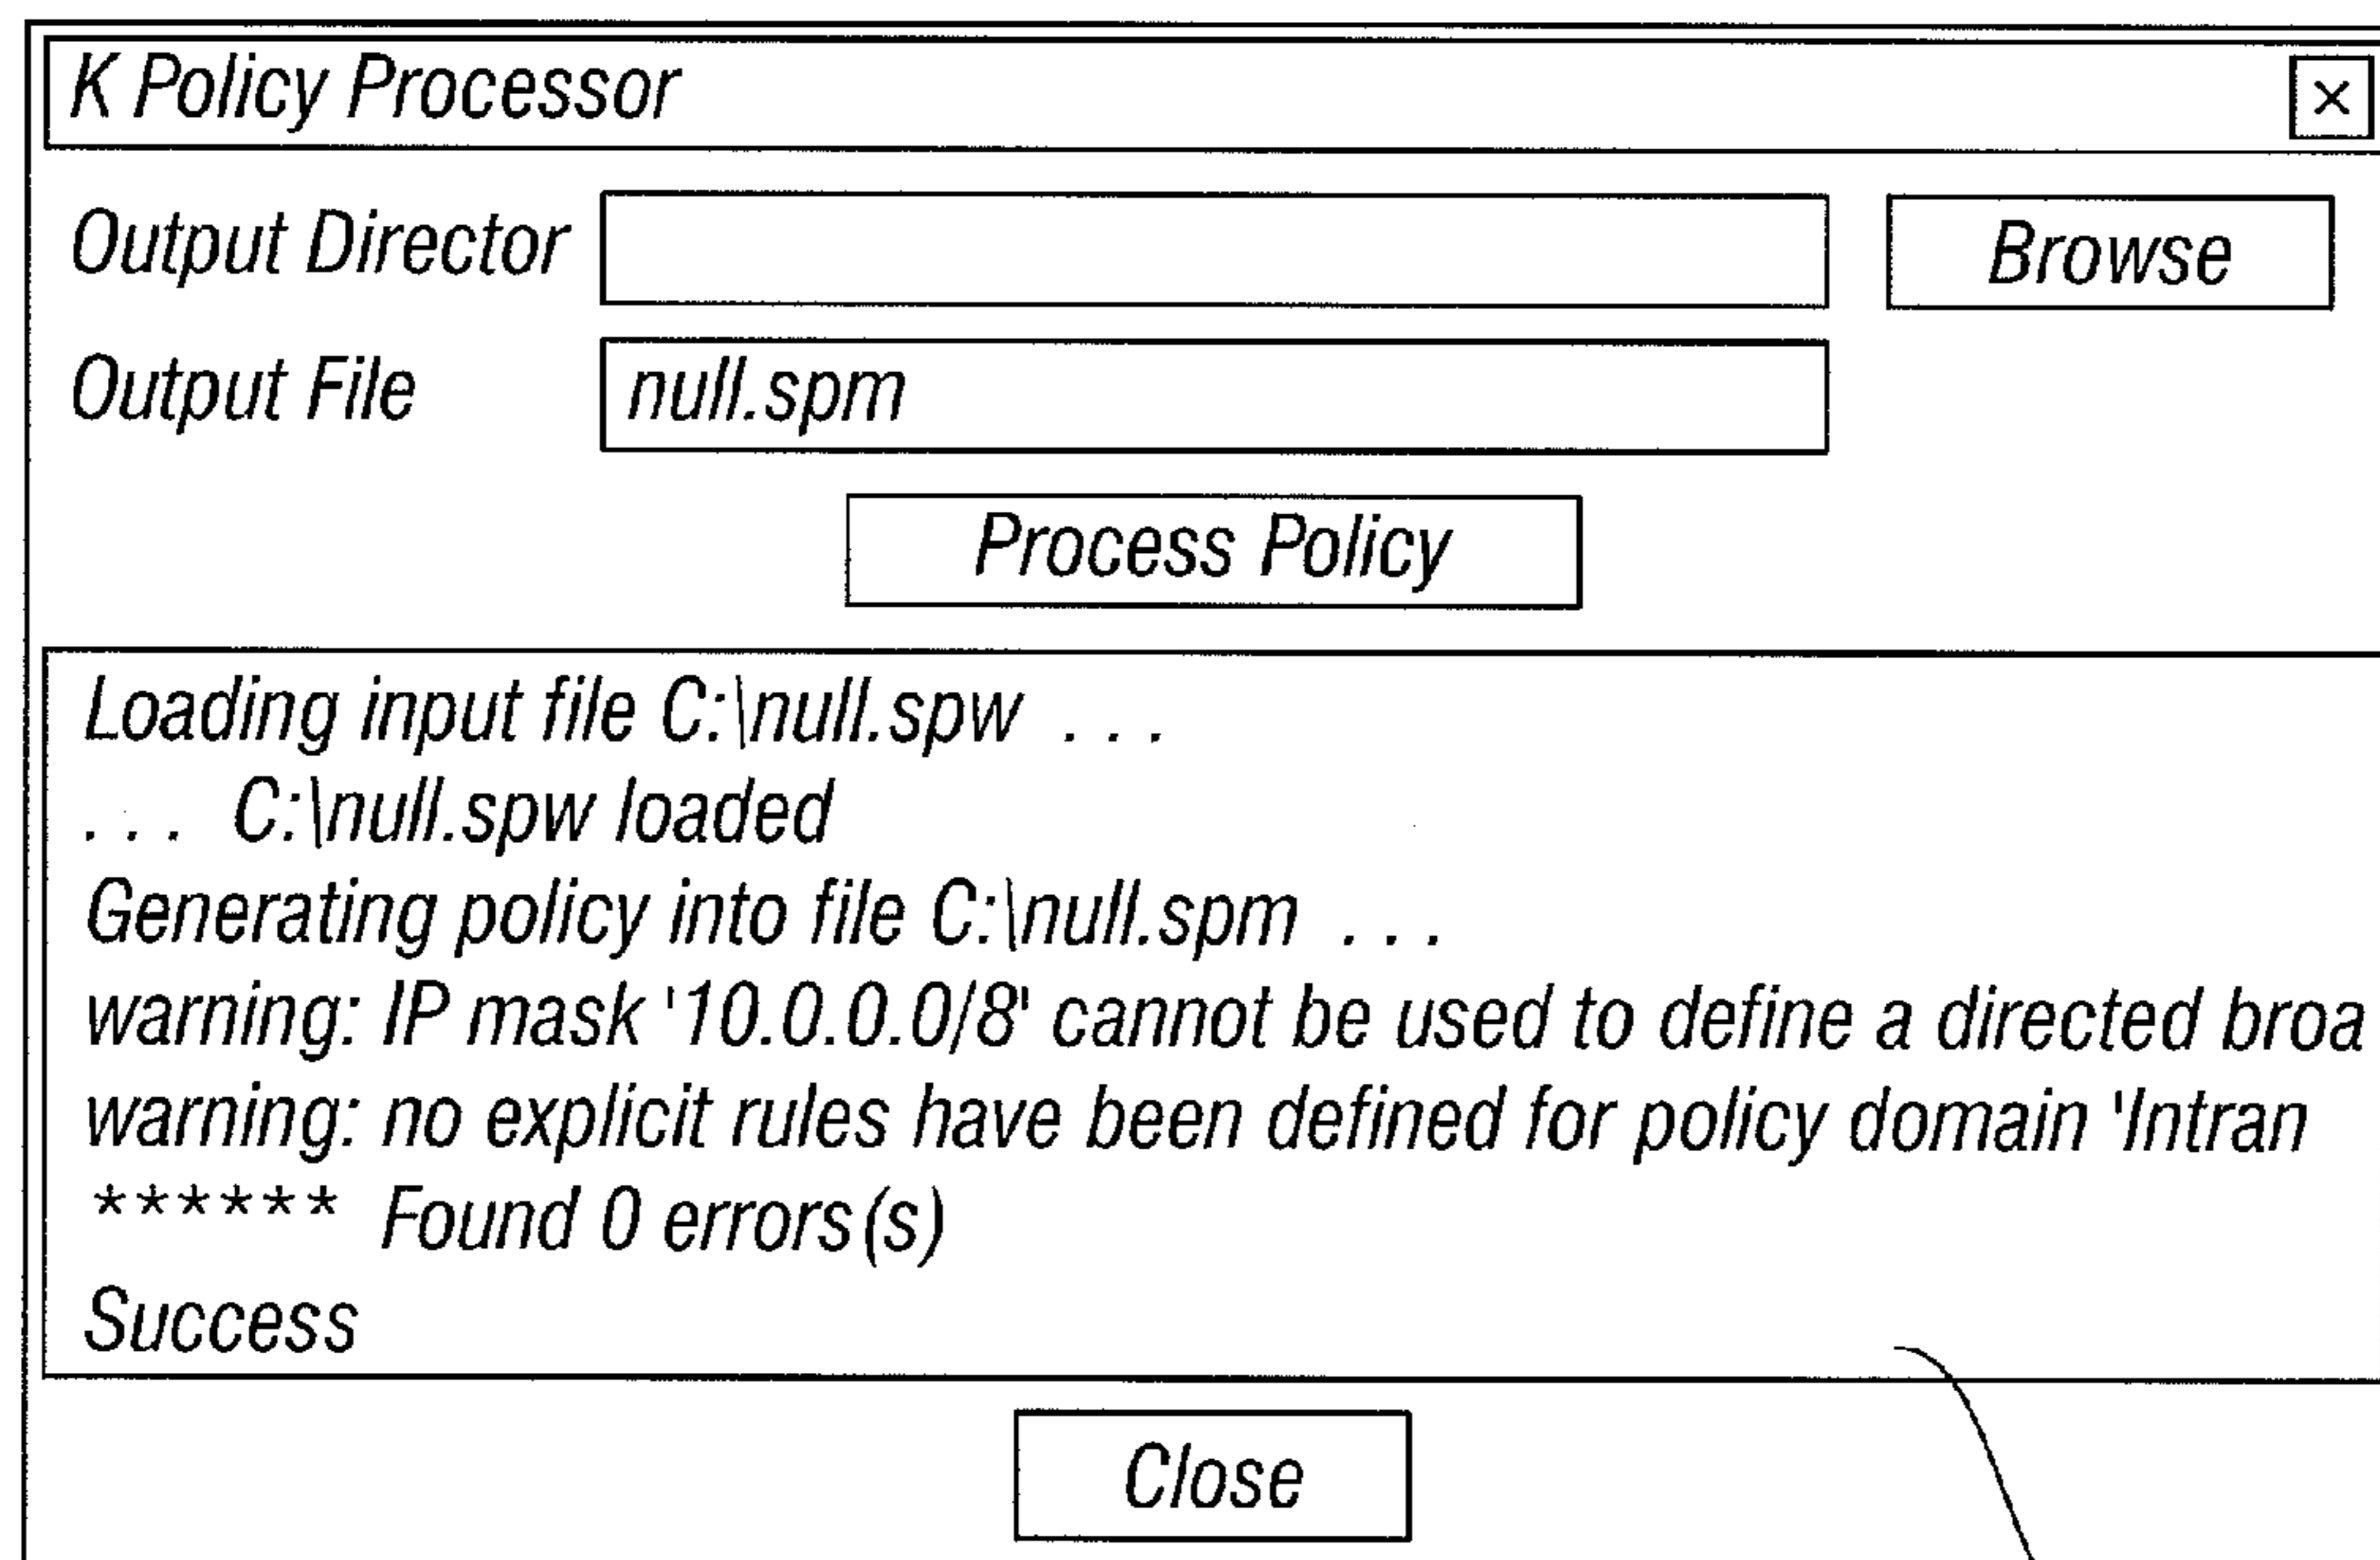 K Policy Processor
×
Output Director
Browse
Output File
null.spm
Process Policy
Loading input file C:\null.spw . . .
. . . C:\null.spw loaded
Generating policy into file C:\null.spm . . .
warning: IP mask '10.0.0.0/8' cannot be used to define a directed broa
warning: no explicit rules have been defined for policy domain 'Intran
****** Found 0 errors(s)
Success
Close